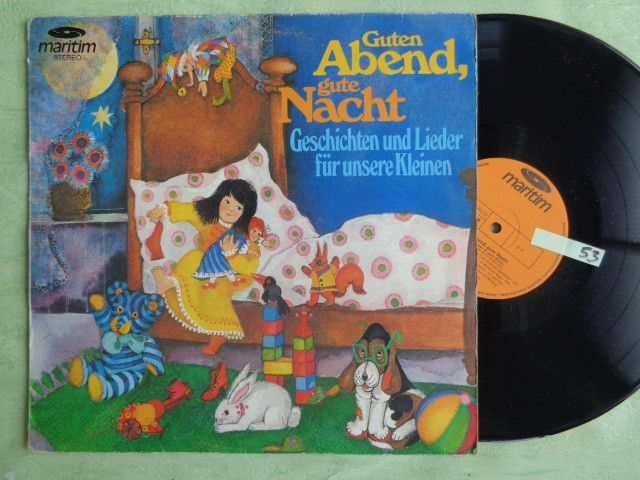 maritim
STEREO
Guten
Abend,
gute
Nacht
Geschichten und Lieder
für unsere Kleinen
maritim
53